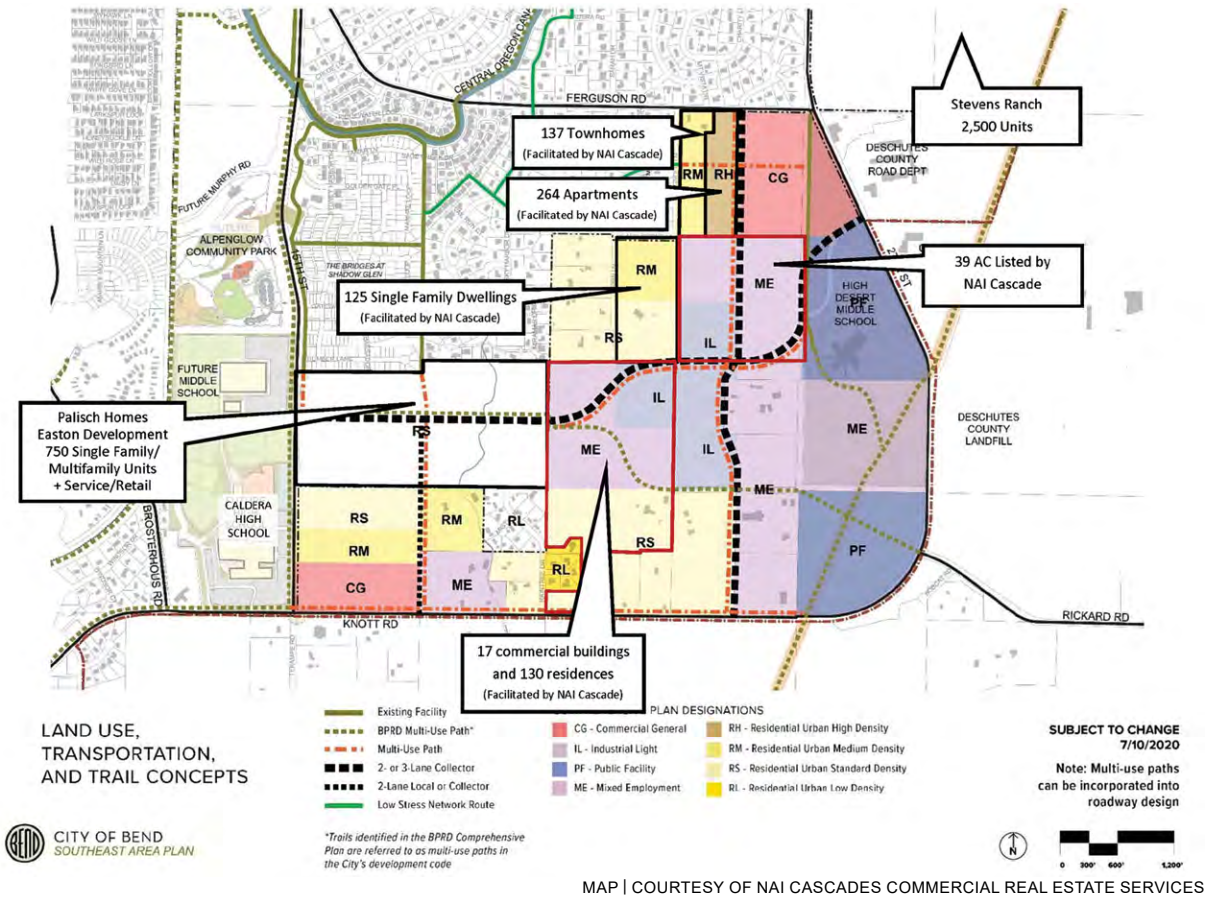 CENTRAL OREGON CANAL
FERGUSON RD
Stevens Ranch
2,500 Units
137 Townhomes
(Facilitated by NAI Cascade)
DESCHUTES
COUNTY
ROAD DEPT
RM
RH
CG
264 Apartments
(Facilitated by NAI Cascade)
FUTURE MURPHY RD
ALPENGLOW
COMMUNITY PARK
15TH ST
THE BRIDGES AT
SHADOW GLEN
RM
ME
39 AC Listed by
NAI Cascade
HIGH
DESERT
MIDDLE
SCHOOL
PF
ST
125 Single Family Dwellings
(Facilitated by NAI Cascade)
RS
IL
FUTURE
MIDDLE
SCHOOL
IL
Palisch Homes
Easton Development
750 Single Family/
Multifamily Units
+ Service/Retail
RS
ME
IL
ME
DESCHUTES
COUNTY
LANDFILL
CALDERA
HIGH
SCHOOL
BROSTERHOUS RD
RS
RM
RL
ME
RM
RS
PF
CG
ME
RL
KNOTT RD
RICKARD RD
17 commercial buildings
and 130 residences
(Facilitated by NAI Cascade)
LAND USE,
TRANSPORTATION,
AND TRAIL CONCEPTS
Existing Facility
BPRD Multi-Use Path*
Multi-Use Path
2- or 3-Lane Collector
2-Lane Local or Collector
Low Stress Network Route
PLAN DESIGNATIONS
CG - Commercial General
IL - Industrial Light
PF - Public Facility
ME - Mixed Employment
RH - Residential Urban High Density
RM - Residential Urban Medium Density
RS - Residential Urban Standard Density
RL - Residential Urban Low Density
SUBJECT TO CHANGE
7/10/2020
Note: Multi-use paths
can be incorporated into
roadway design
*Trails identified in the BPRD Comprehensive
Plan are referred to as multi-use paths in
the City's development code
BEND
CITY OF BEND
SOUTHEAST AREA PLAN
N
0 300' 600' 1,200'
MAP | COURTESY OF NAI CASCADES COMMERCIAL REAL ESTATE SERVICES